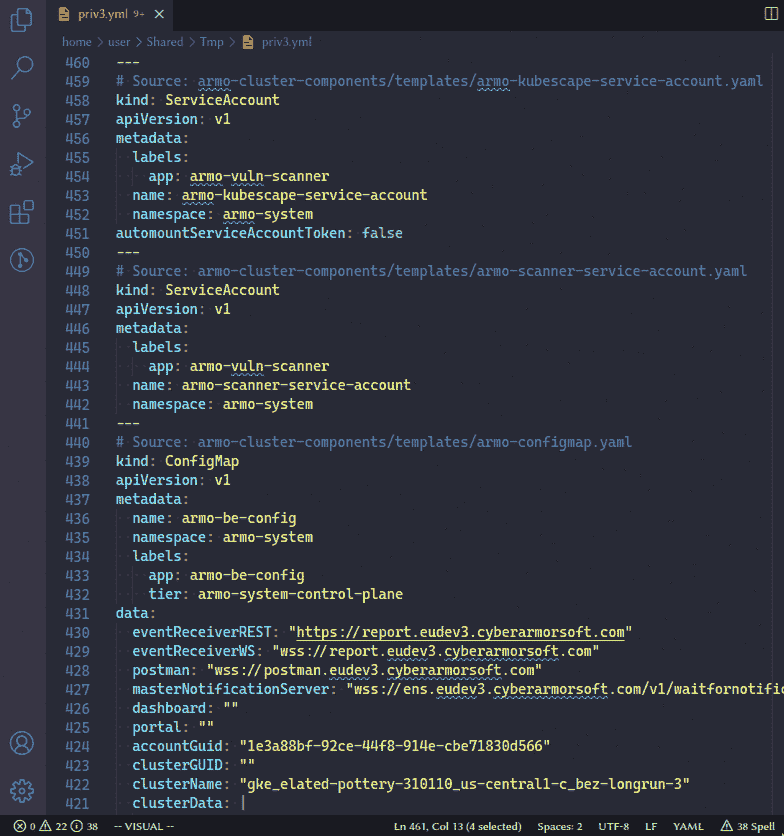 priv3.yml 9+ ×
home > user > Shared > Tmp > priv3.yml
460 ---
459 # Source: armo-cluster-components/templates/armo-kubescape-service-account.yaml
458 kind: ServiceAccount
457 apiVersion: v1
456 metadata:
455   labels:
454     app: armo-vuln-scanner
453   name: armo-kubescape-service-account
452   namespace: armo-system
451 automountServiceAccountToken: false
450 ---
449 # Source: armo-cluster-components/templates/armo-scanner-service-account.yaml
448 kind: ServiceAccount
447 apiVersion: v1
446 metadata:
445   labels:
444     app: armo-vuln-scanner
443   name: armo-scanner-service-account
442   namespace: armo-system
441 ---
440 # Source: armo-cluster-components/templates/armo-configmap.yaml
439 kind: ConfigMap
438 apiVersion: v1
437 metadata:
436   name: armo-be-config
435   namespace: armo-system
434   labels:
433     app: armo-be-config
432     tier: armo-system-control-plane
431 data:
430   eventReceiverREST: "https://report.eudev3.cyberarmorsoft.com"
429   eventReceiverWS: "wss://report.eudev3.cyberarmorsoft.com"
428   postman: "wss://postman.eudev3.cyberarmorsoft.com"
427   masterNotificationServer: "wss://ens.eudev3.cyberarmorsoft.com/v1/waitfornotific
426   dashboard: ""
425   portal: ""
424   accountGuid: "1e3a88bf-92ce-44f8-914e-cbe71830d566"
423   clusterGUID: ""
422   clusterName: "gke_elated-pottery-310110_us-central1-c_bez-longrun-3"
421   clusterData: |
0 22 38 -- VISUAL -- Ln 461, Col 13 (4 selected) Spaces: 2 UTF-8 LF YAML 38 Spell